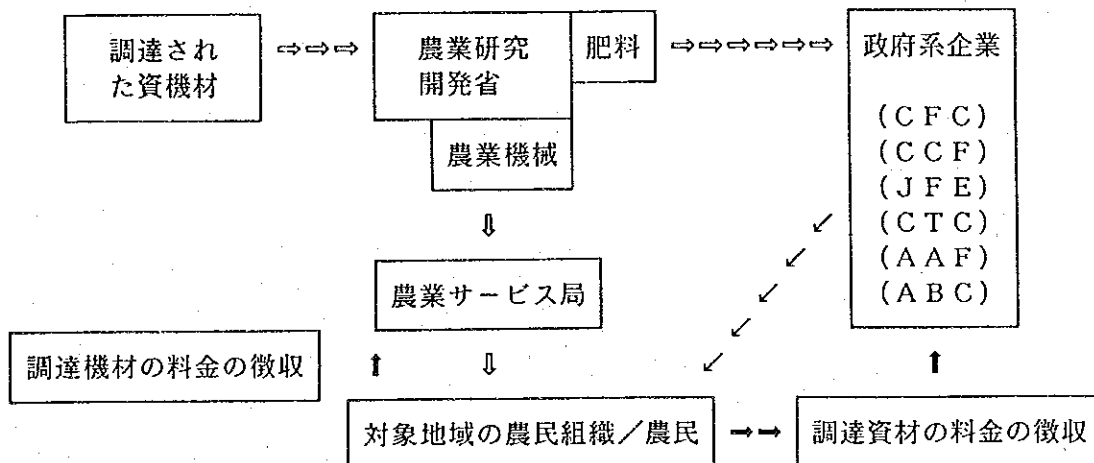 調達され
た資機材
⇨⇨⇨
農業研究
開発省
肥料
⇨⇨⇨⇨⇨⇨
政府系企業
農業機械
(CFC)
(CCF)
(JFE)
(CTC)
(AAF)
(ABC)
農業サービス局
調達機材の料金の徴収
対象地域の農民組織/農民
調達資材の料金の徴収